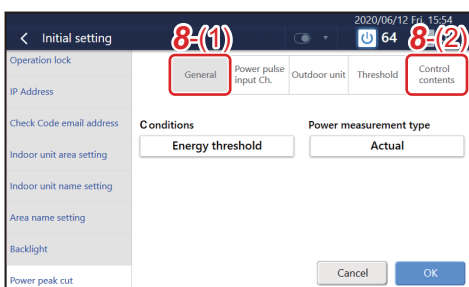 2020/06/12 Fri 15:54
Initial setting
64
8-(1)
8-(2)
Operation lock
IP Address
Check Code email address
Indoor unit area setting
Indoor unit name setting
Area name setting
Backlight
Power peak cut
General
Power pulse
input Ch.
Outdoor unit
Threshold
Control
contents
Conditions
Power measurement type
Energy threshold
Actual
Cancel
OK